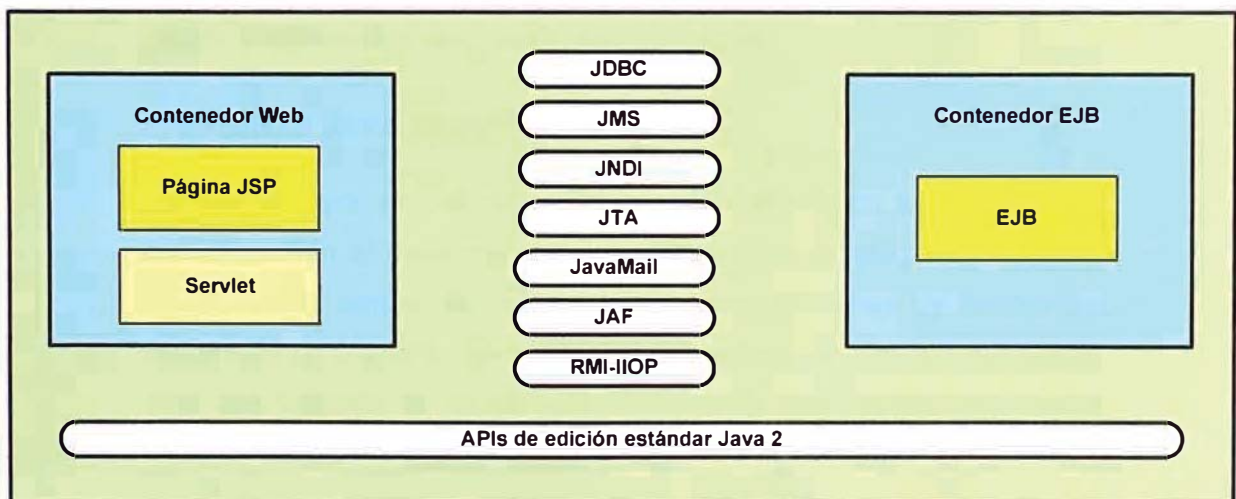 Contenedor Web
Página JSP
Servlet
JDBC
JMS
JNDI
JTA
JavaMail
JAF
RMI-IIOP
Contenedor EJB
EJB
APIs de edición estándar Java 2